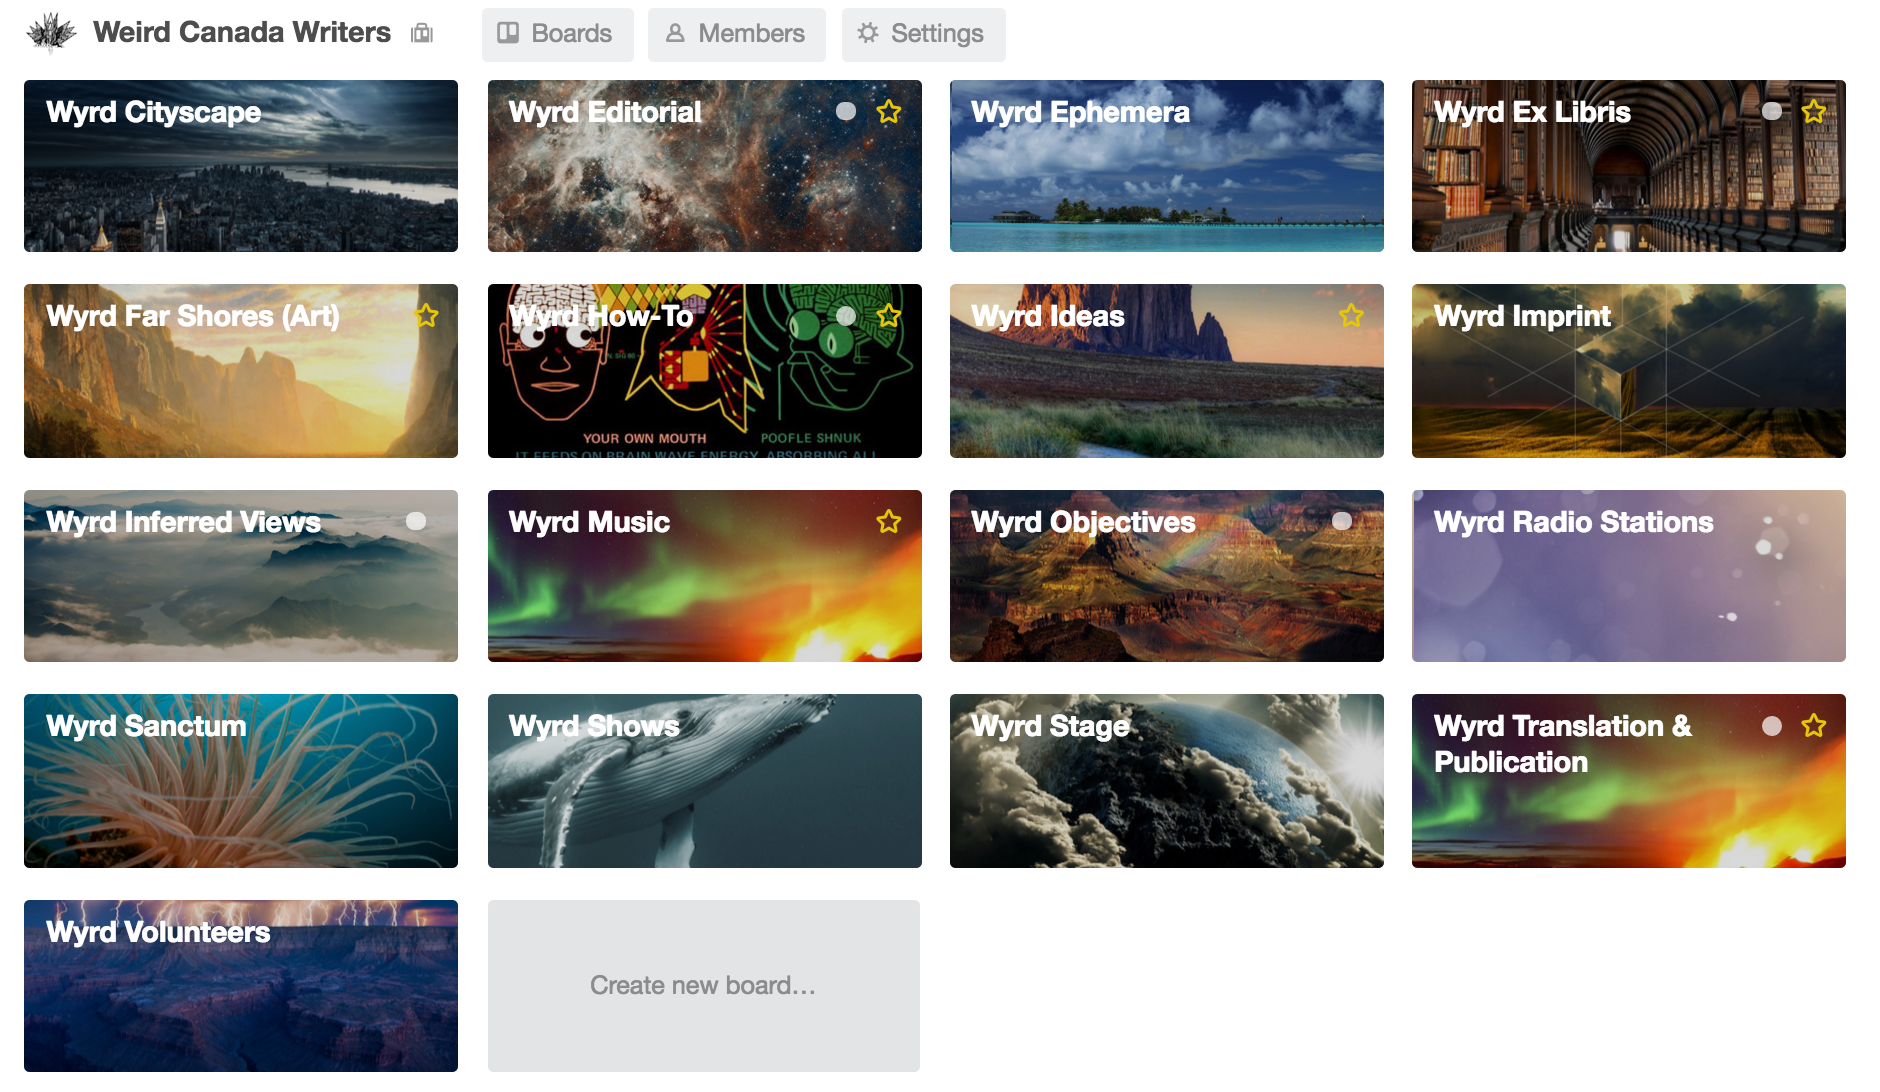 Weird Canada Writers
Boards
Members
Settings
Wyrd Cityscape
Wyrd Editorial
Wyrd Ephemera
Wyrd Ex Libris
Wyrd Far Shores (Art)
Wyrd How-To
YOUR OWN MOUTH
POOFLE SHNUK
IT FEEDS ON BRAIN WAVE ENERGY, ABSORBING ALL
Wyrd Ideas
Wyrd Imprint
Wyrd Inferred Views
Wyrd Music
Wyrd Objectives
Wyrd Radio Stations
Wyrd Sanctum
Wyrd Shows
Wyrd Stage
Wyrd Translation &
Publication
Wyrd Volunteers
Create new board...